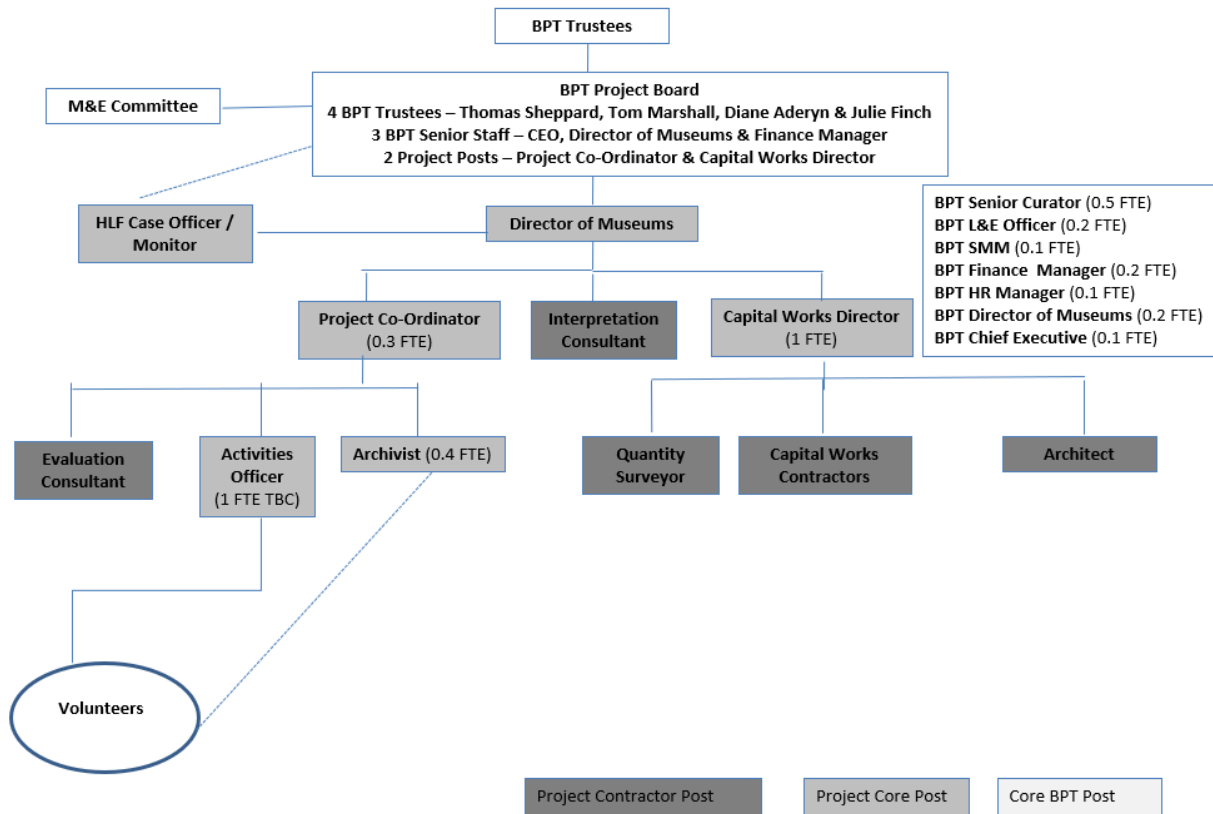 BPT Trustees
BPT Project Board
4 BPT Trustees – Thomas Sheppard, Tom Marshall, Diane Aderyn & Julie Finch
3 BPT Senior Staff – CEO, Director of Museums & Finance Manager
2 Project Posts – Project Co-Ordinator & Capital Works Director
M&E Committee
HLF Case Officer /
Monitor
Director of Museums
BPT Senior Curator (0.5 FTE)
BPT L&E Officer (0.2 FTE)
BPT SMM (0.1 FTE)
BPT Finance  Manager (0.2 FTE)
BPT HR Manager (0.1 FTE)
BPT Director of Museums (0.2 FTE)
BPT Chief Executive (0.1 FTE)
Project Co-Ordinator
(0.3 FTE)
Interpretation
Consultant
Capital Works Director
(1 FTE)
Evaluation
Consultant
Activities
Officer
(1 FTE TBC)
Archivist (0.4 FTE)
Quantity
Surveyor
Capital Works
Contractors
Architect
Volunteers
Project Contractor Post
Project Core Post
Core BPT Post